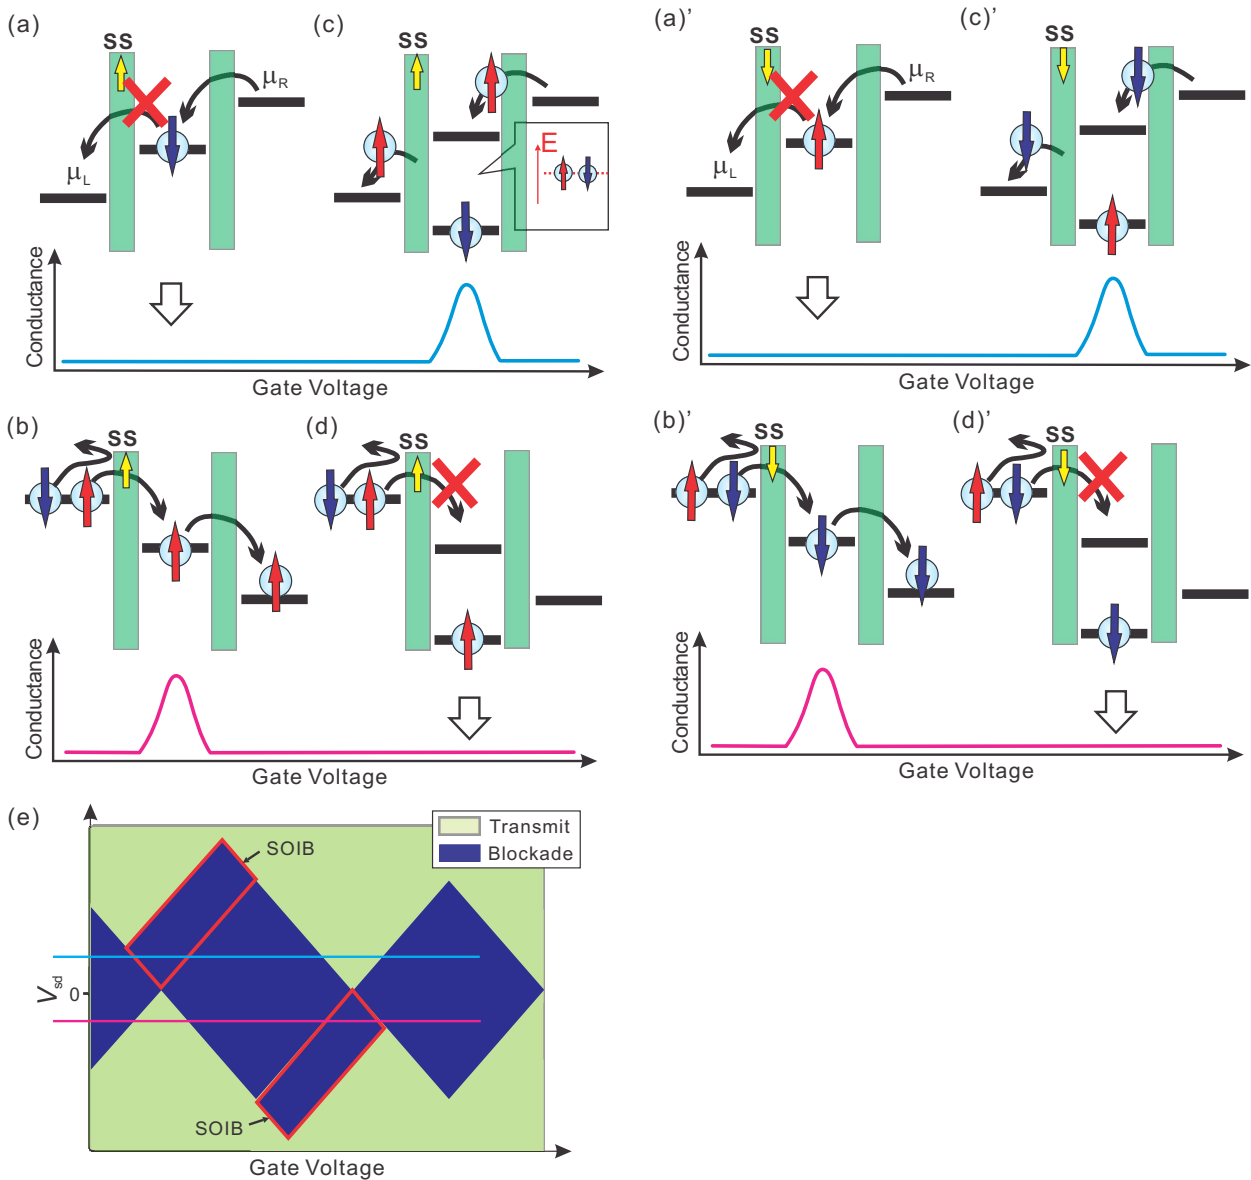 (a)
SS
μR
μL
(c)
SS
E
Conductance
Gate Voltage
(a)’
SS
μR
μL
(c)’
SS
Conductance
Gate Voltage
(b)
SS
(d)
SS
Conductance
Gate Voltage
(b)’
SS
(d)’
SS
Conductance
Gate Voltage
(e)
Transmit
Blockade
SOIB
Vsd
0
SOIB
Gate Voltage